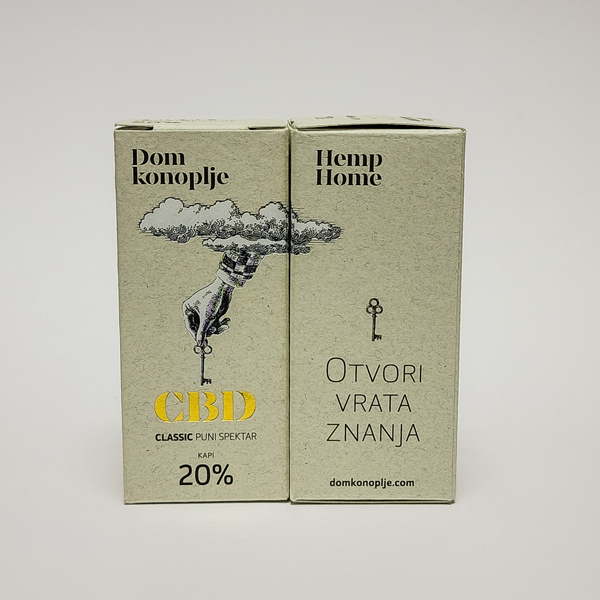 Dom
konoplje
CBD
CLASSIC PUNI SPEKTAR
KAPI
20%
Hemp
Home
OTVORI
VRATA
ZNANJA
domkonoplje.com